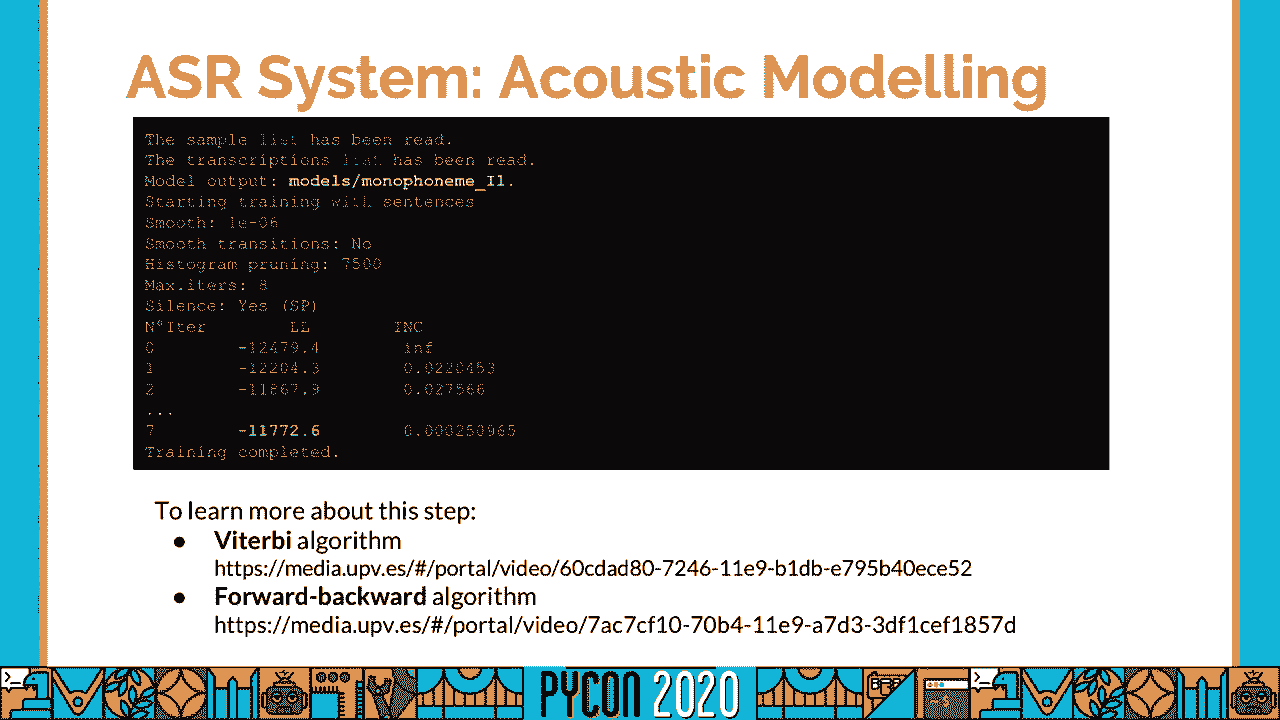 ASR System: Acoustic Modelling
The sample list has been read.
The transcriptions list has been read.
Model output: models/monophoneme_I1.
Starting training with sentences
Smooth: 1e-06
Smooth transitions: No
Histogram pruning: 7500
Max.iters: 8
Silence: Yes (SP)
N°Iter LL INC
0 -12479.4 inf
1 -12204.3 0.0220453
2 -11867.9 0.027566
...
7 -11772.6 0.000250965
Training completed.
To learn more about this step:
● Viterbi algorithm
https://media.upv.es/#/portal/video/60cdad80-7246-11e9-b1db-e795b40ece52
● Forward-backward algorithm
https://media.upv.es/#/portal/video/7ac7cf10-70b4-11e9-a7d3-3df1cef1857d
PYCON 2020